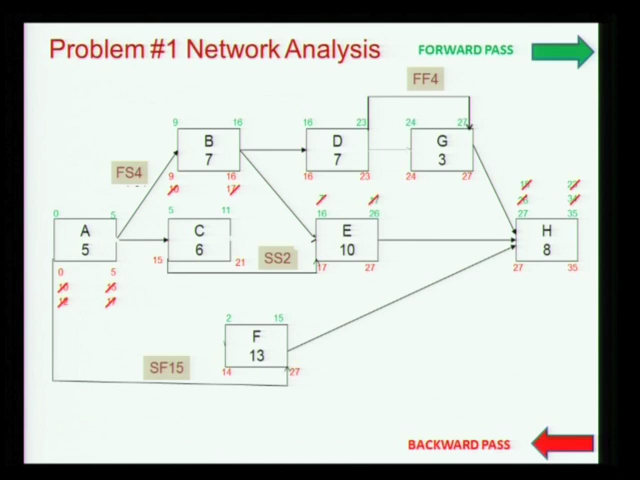 Problem #1 Network Analysis
FORWARD PASS
FF4
9 16
B
7
9 16
10 17
16 23
D
7
16 23
24 27
G
3
24 27
FS4
0 5
A
5
0 5
5 11
C
6
15 21
SS2
16 26
E
10
17 27
27 35
H
8
27 35
2 15
F
13
14 27
SF15
BACKWARD PASS